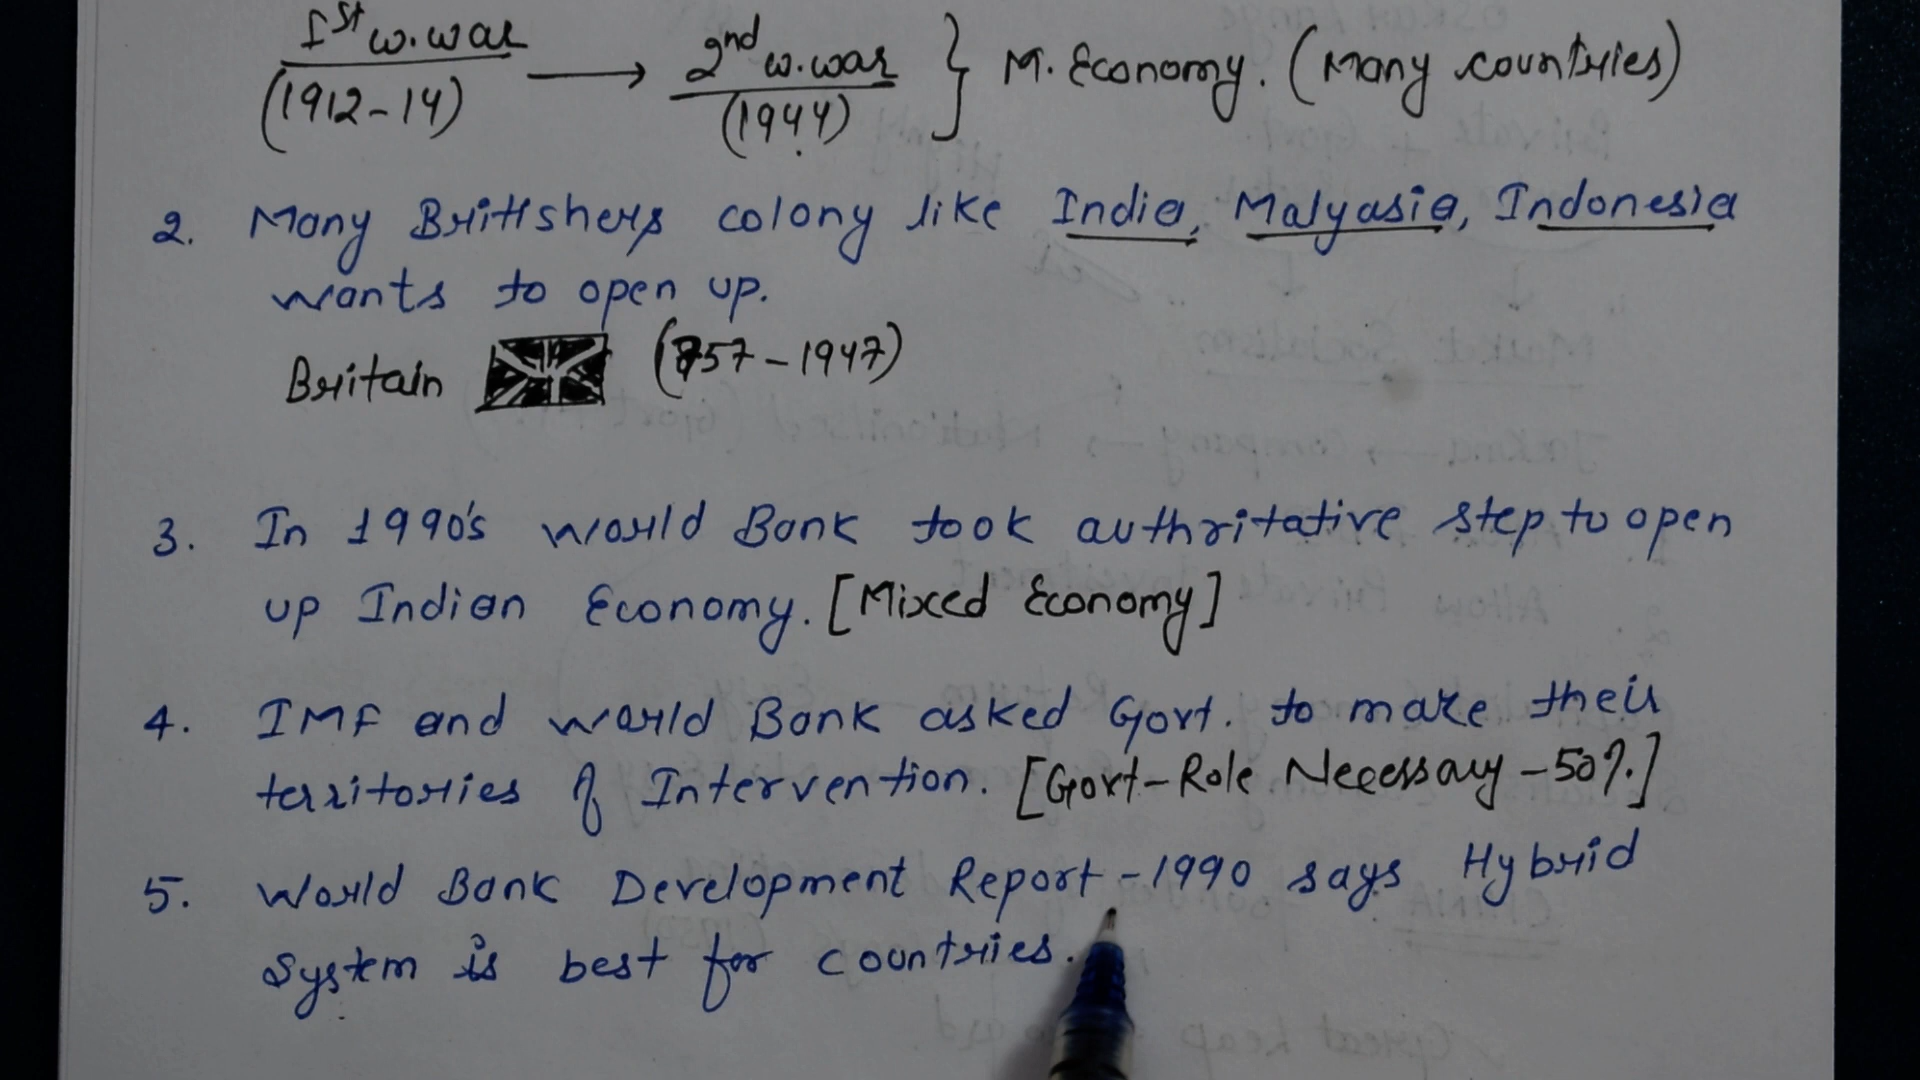 1st w.war → 2nd w.war } M. Economy. (Many countries)
(1912-14) (1944)
2. Many Brittshers colony like India, Malyasia, Indonesia
wants to open up.
Britain (857-1947)
3. In 1990's World Bank took authritative step to open
up Indian Economy. [Mixed Economy]
4. IMF and World Bank asked Govt. to make their
territories of Intervention. [Govt-Role Necessary -50%.]
5. World Bank Development Report -1990 says Hybrid
System is best for countries.